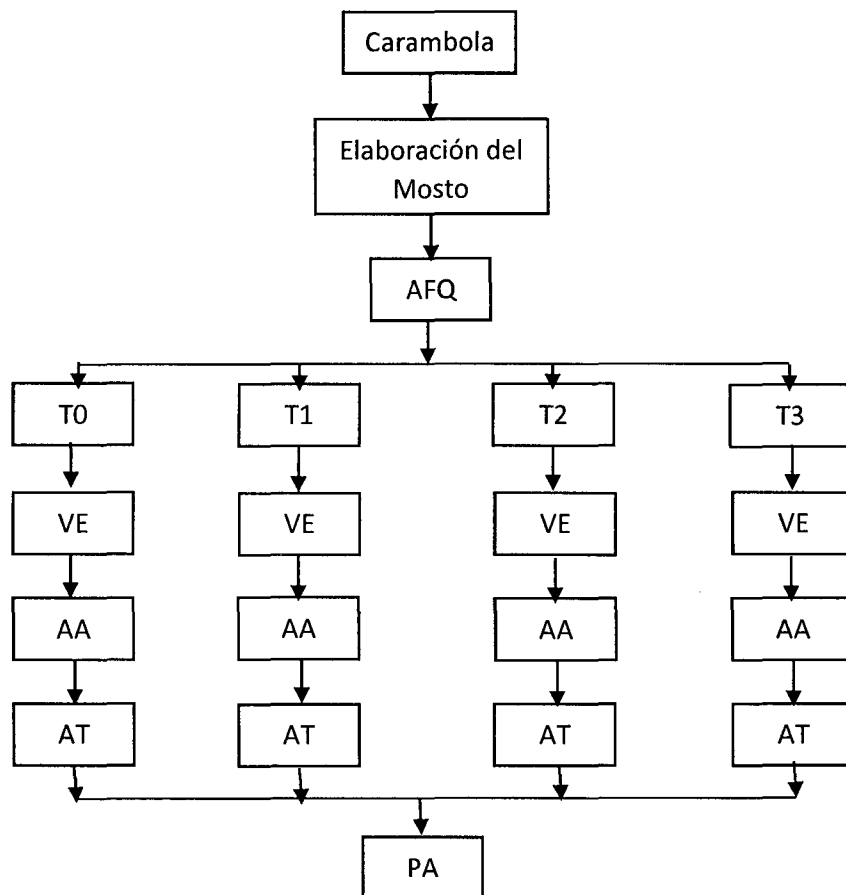 Carambola
Elaboración del
Mosto
AFQ
T0 T1 T2 T3
VE VE VE VE
AA AA AA AA
AT AT AT AT
PA